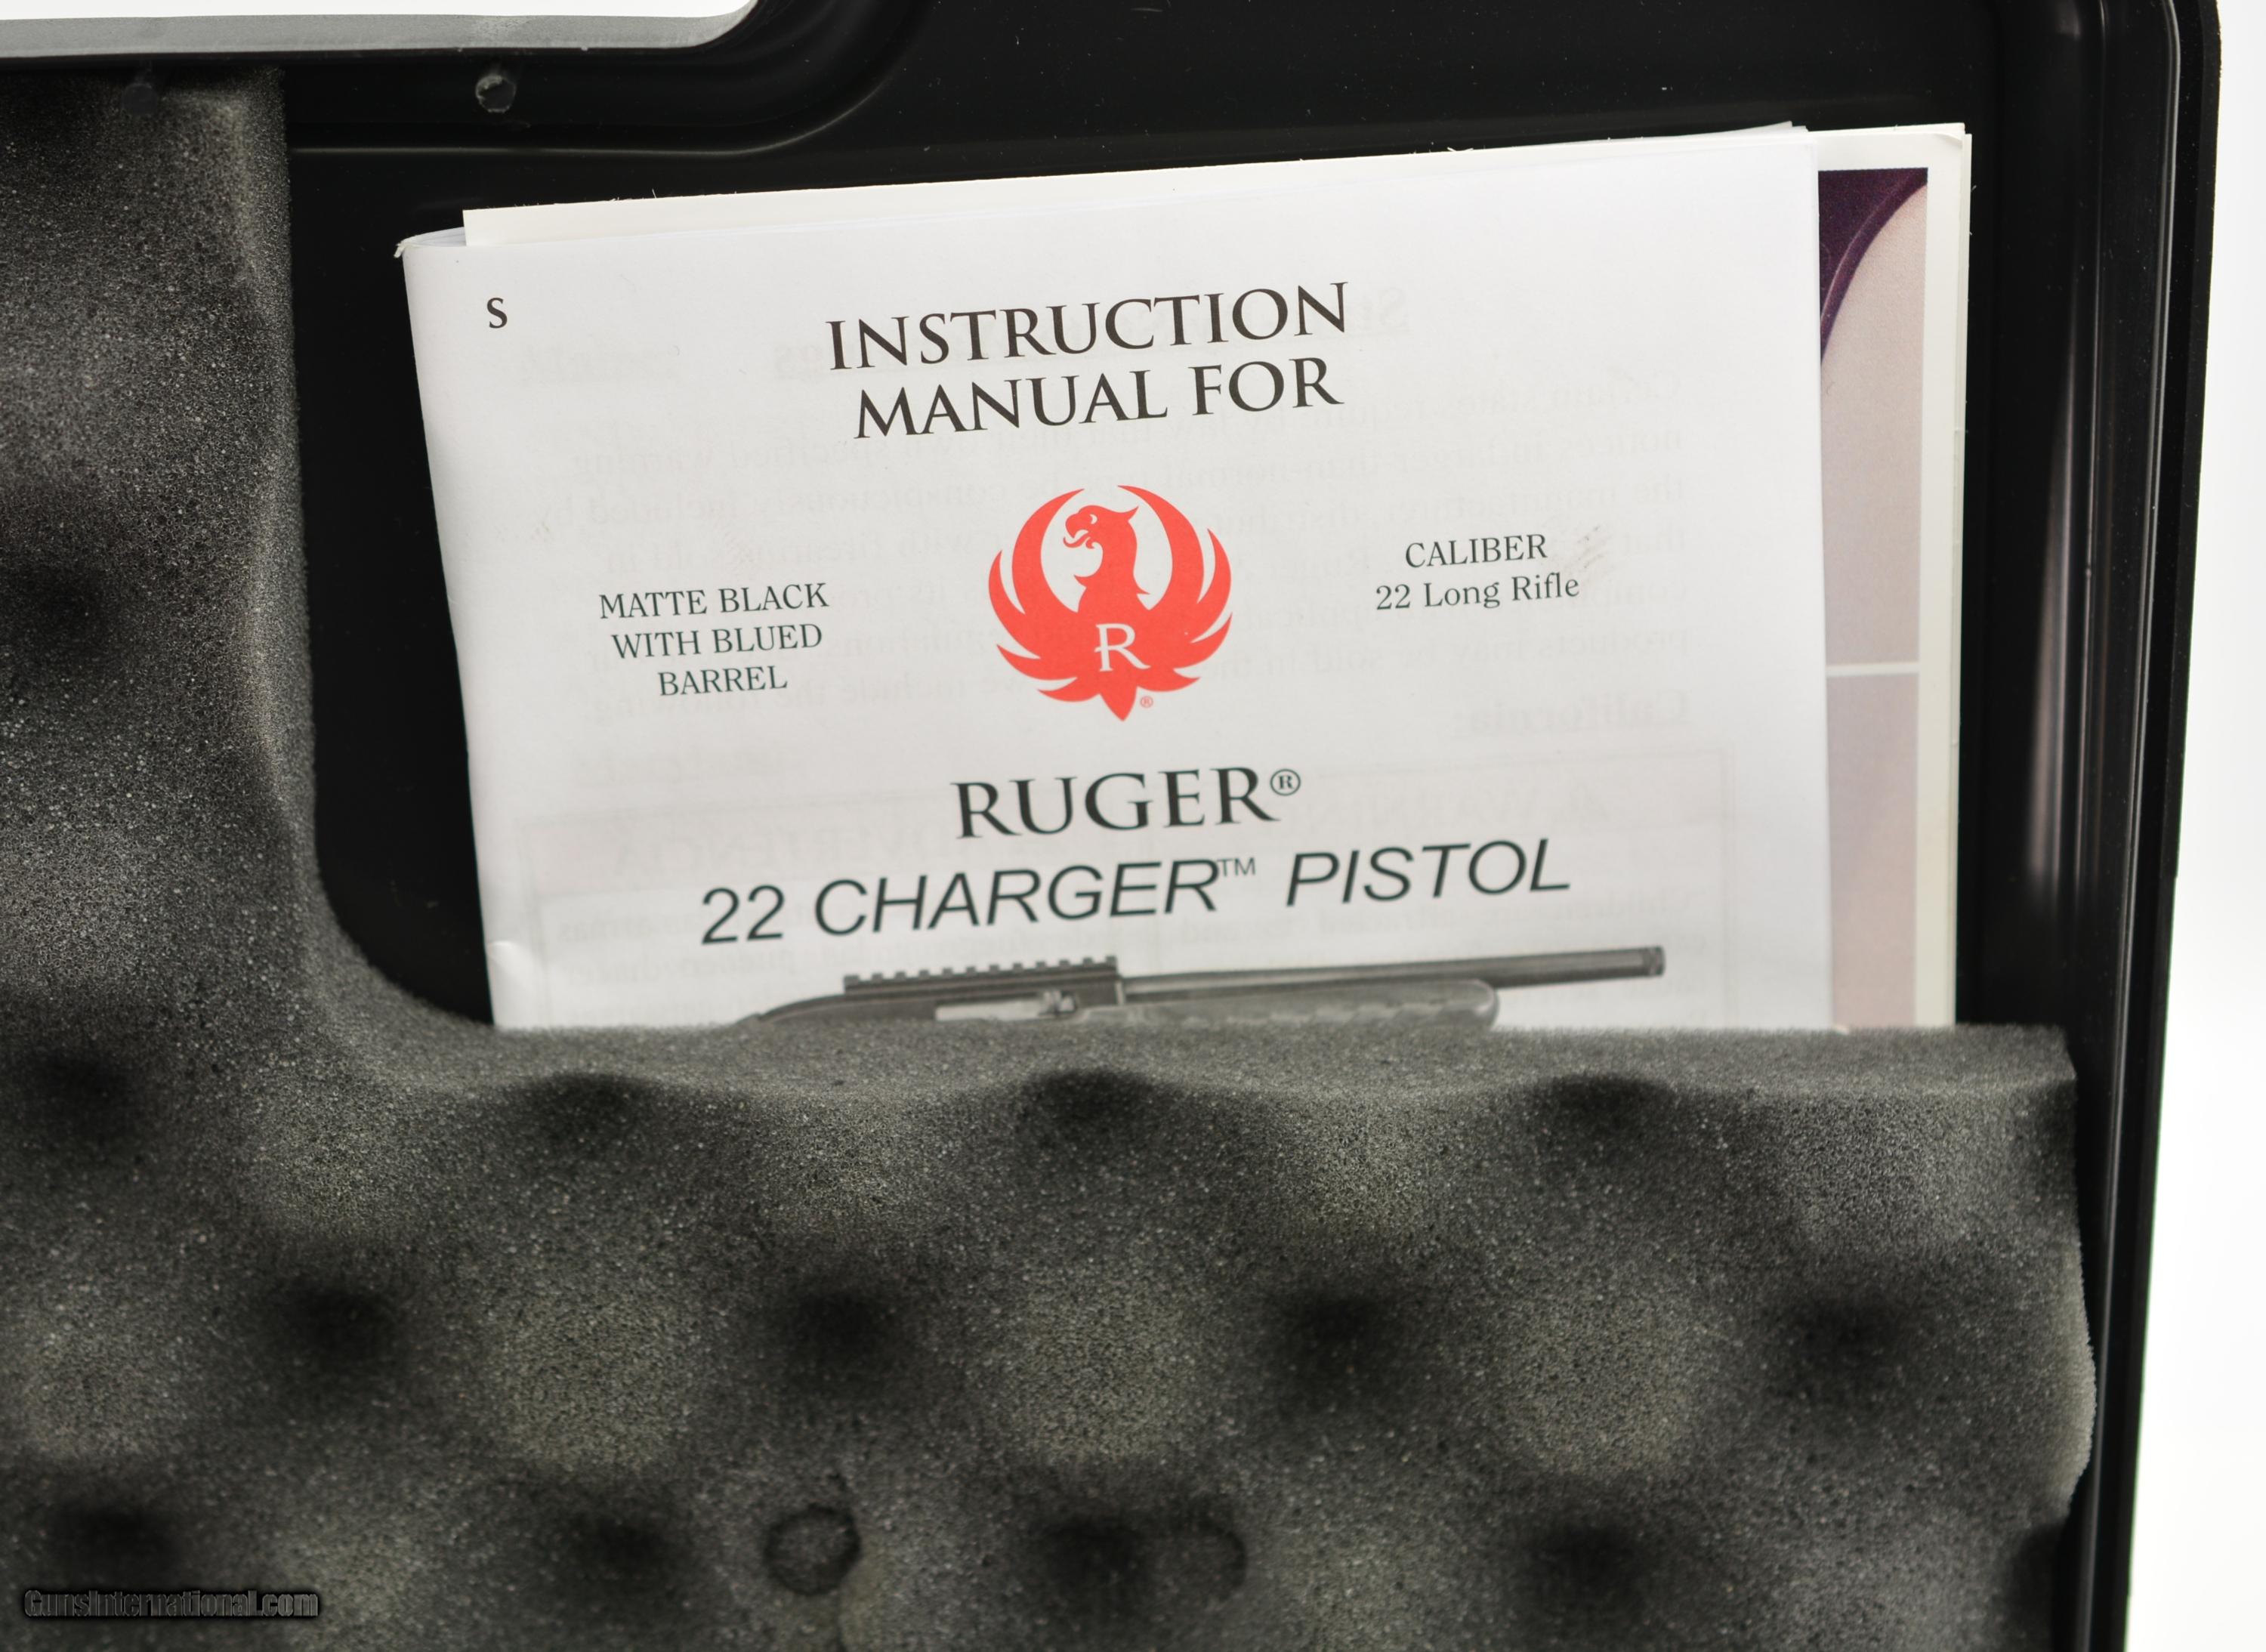 S
INSTRUCTION
MANUAL FOR
MATTE BLACK
WITH BLUED
BARREL
R
®
CALIBER
22 Long Rifle
RUGER®
22 CHARGER™ PISTOL
GunsInternational.com